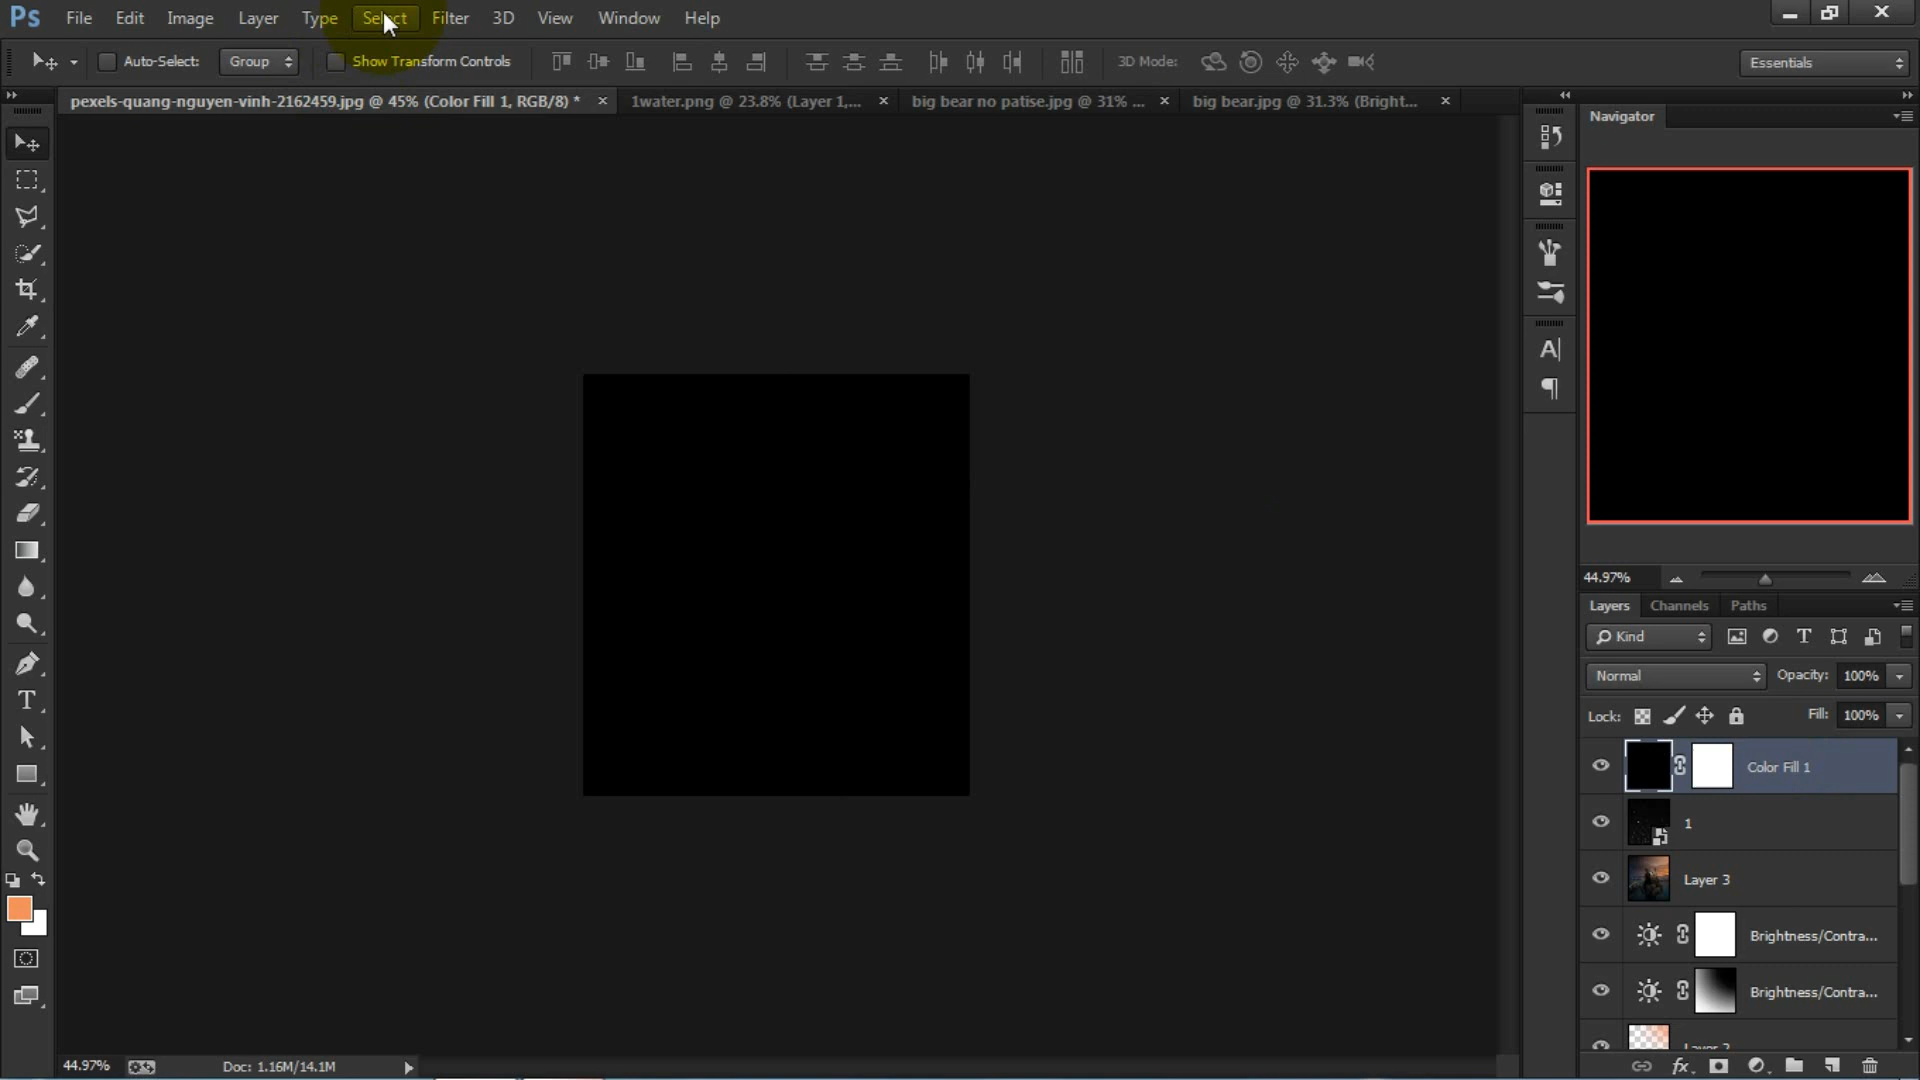 Ps File Edit Image Layer Type Select Filter 3D View Window Help
Auto-Select: Group Show Transform Controls 3D Mode: Essentials
pexels-quang-nguyen-vinh-2162459.jpg @ 45% (Color Fill 1, RGB/8) * 1water.png @ 23.8% (Layer 1,... big bear no patise.jpg @ 31% ... big bear.jpg @ 31.3% (Bright...
Navigator
44.97%
Layers Channels Paths
Kind
Normal Opacity: 100%
Lock: Fill: 100%
Color Fill 1
1
Layer 3
Brightness/Contra...
Brightness/Contra...
Layer 2
44.97% Doc: 1.16M/14.1M